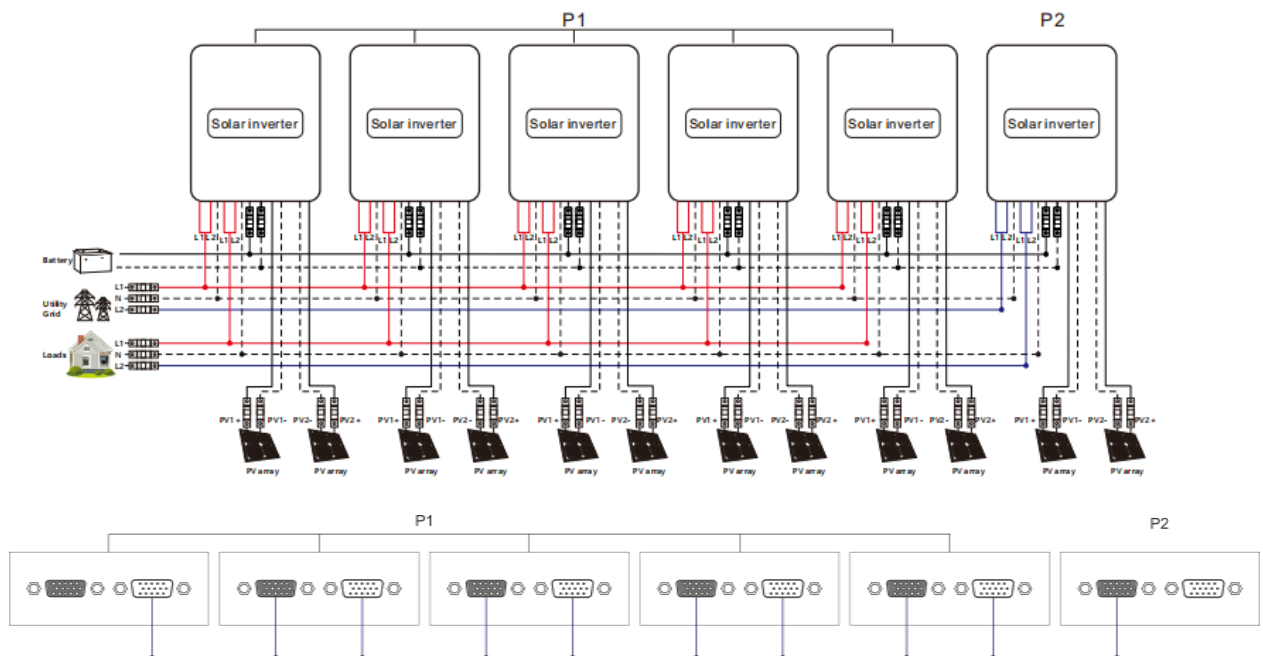 P1 P2
Solar inverter Solar inverter Solar inverter Solar inverter Solar inverter Solar inverter
L1 L2 L1 L2 L1 L2 L1 L2 L1 L2 L1 L2 L1 L2 L1 L2 L1 L2 L1 L2 L1 L2 L1 L2
Battery
L1
Utility Grid N
L2
L1
Loads N
L2
PV1+ PV1- PV2- PV2+ PV1+ PV1- PV2- PV2+ PV1+ PV1- PV2- PV2+ PV1+ PV1- PV2- PV2+ PV1+ PV1- PV2- PV2+ PV1+ PV1- PV2- PV2+
PV array PV array PV array PV array PV array PV array PV array PV array PV array PV array PV array PV array
P1 P2